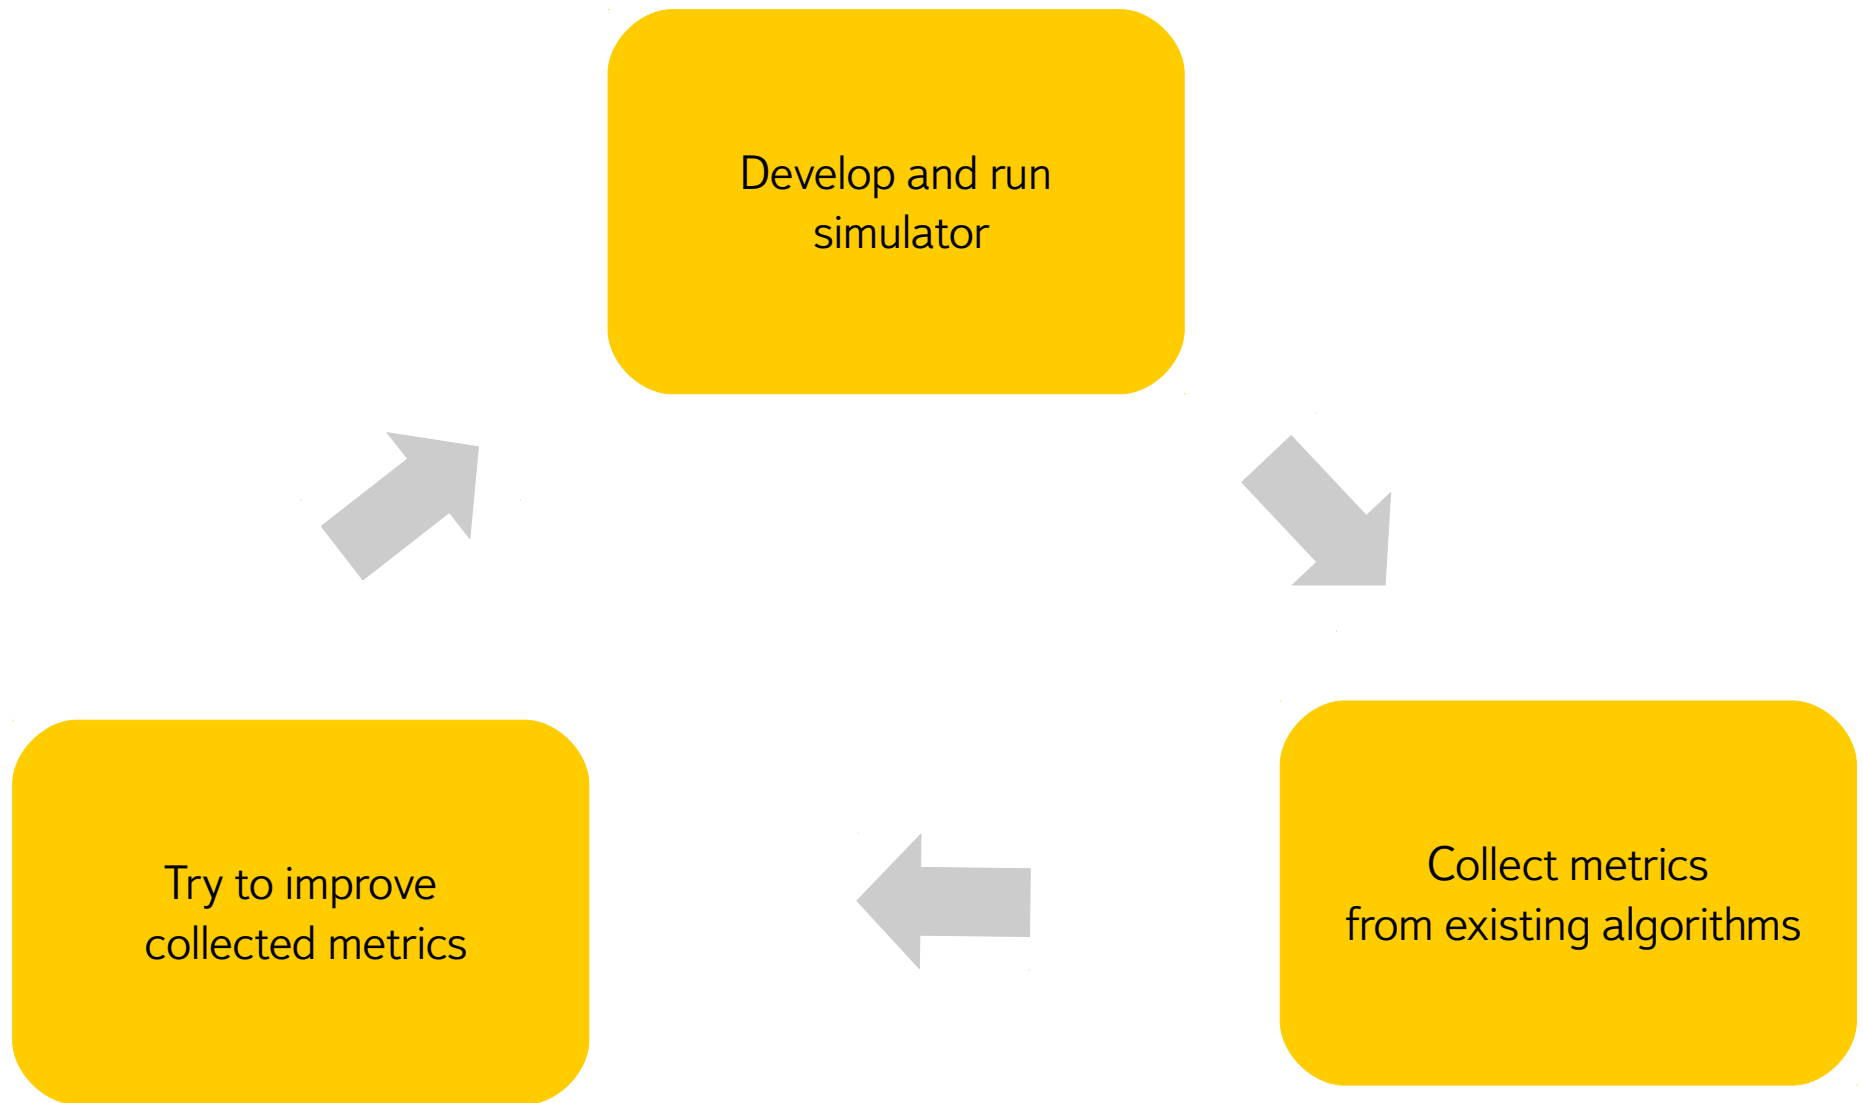 Develop and run
simulator
Collect metrics
from existing algorithms
Try to improve
collected metrics